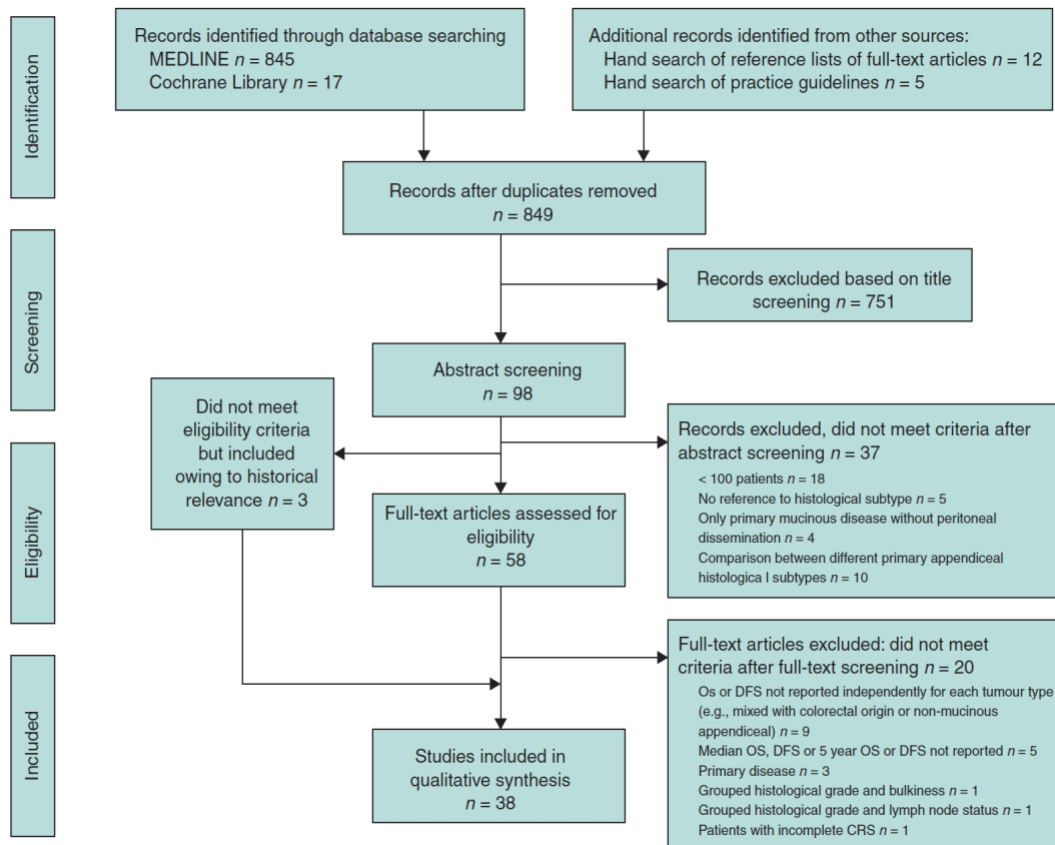 Identification
Records identified through database searching
MEDLINE n = 845
Cochrane Library n = 17
Additional records identified from other sources:
Hand search of reference lists of full-text articles n = 12
Hand search of practice guidelines n = 5
Records after duplicates removed
n = 849
Screening
Records excluded based on title
screening n = 751
Abstract screening
n = 98
Did not meet
eligibility criteria
but included
owing to historical
relevance n = 3
Records excluded, did not meet criteria after
abstract screening n = 37
< 100 patients n = 18
No reference to histological subtype n = 5
Only primary mucinous disease without peritoneal
dissemination n = 4
Comparison between different primary appendiceal
histologica l subtypes n = 10
Eligibility
Full-text articles assessed for
eligibility
n = 58
Full-text articles excluded: did not meet
criteria after full-text screening n = 20
Os or DFS not reported independently for each tumour type
(e.g., mixed with colorectal origin or non-mucinous
appendiceal) n = 9
Median OS, DFS or 5 year OS or DFS not reported n = 5
Primary disease n = 3
Grouped histological grade and bulkiness n = 1
Grouped histological grade and lymph node status n = 1
Patients with incomplete CRS n = 1
Included
Studies included in
qualitative synthesis
n = 38